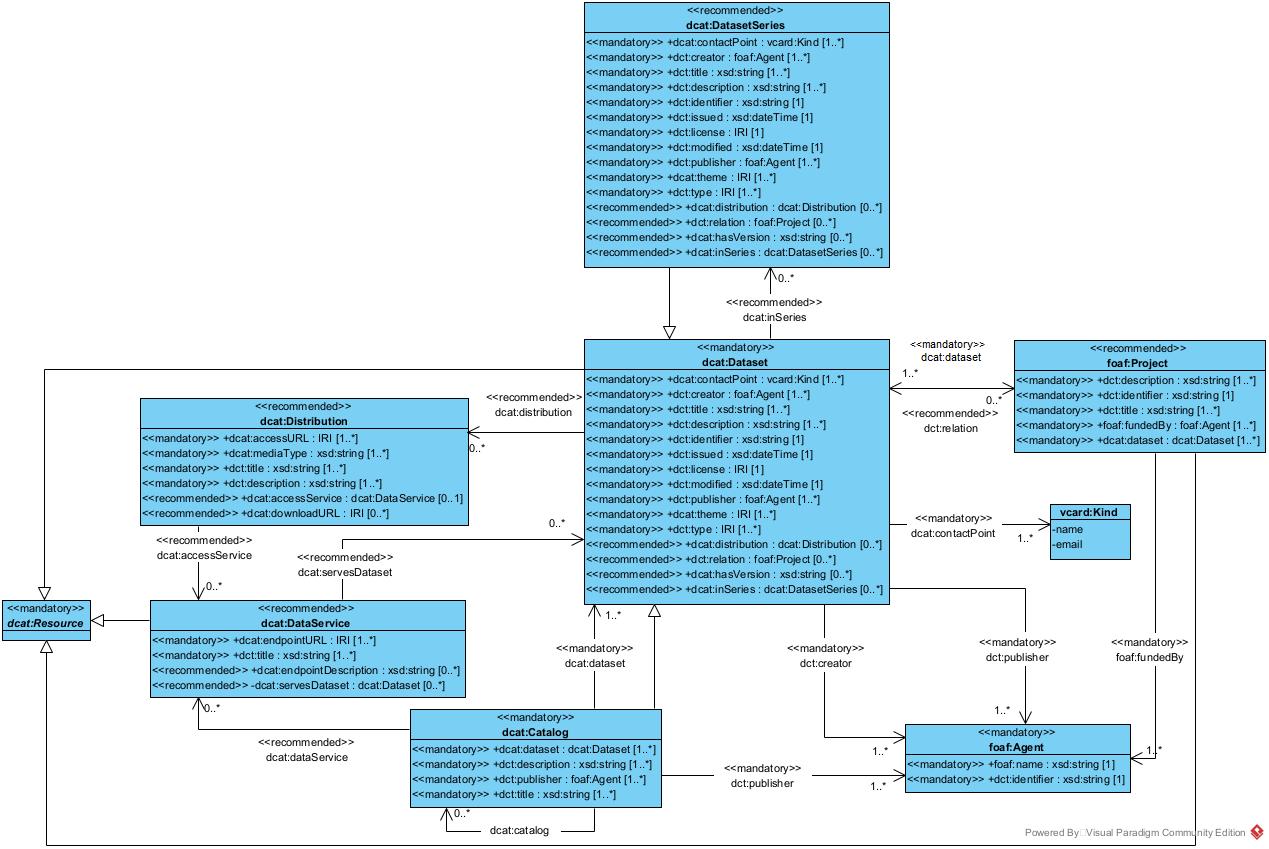 <<recommended>>
dcat:DatasetSeries
<<mandatory>> +dcat:contactPoint : vcard:Kind [1..*]
<<mandatory>> +dct:creator : foaf:Agent [1..*]
<<mandatory>> +dct:title : xsd:string [1..*]
<<mandatory>> +dct:description : xsd:string [1..*]
<<mandatory>> +dct:identifier : xsd:string [1]
<<mandatory>> +dct:issued : xsd:dateTime [1]
<<mandatory>> +dct:license : IRI [1]
<<mandatory>> +dct:modified : xsd:dateTime [1]
<<mandatory>> +dct:publisher : foaf:Agent [1..*]
<<mandatory>> +dcat:theme : IRI [1..*]
<<mandatory>> +dct:type : IRI [1..*]
<<recommended>> +dcat:distribution : dcat:Distribution [0..*]
<<recommended>> +dct:relation : foaf:Project [0..*]
<<recommended>> +dcat:hasVersion : xsd:string [0..*]
<<recommended>> +dcat:inSeries : dcat:DatasetSeries [0..*]
0..*
<<recommended>>
dcat:inSeries
<<mandatory>>
dcat:Dataset
<<mandatory>> +dcat:contactPoint : vcard:Kind [1..*]
<<mandatory>> +dct:creator : foaf:Agent [1..*]
<<mandatory>> +dct:title : xsd:string [1..*]
<<mandatory>> +dct:description : xsd:string [1..*]
<<mandatory>> +dct:identifier : xsd:string [1]
<<mandatory>> +dct:issued : xsd:dateTime [1]
<<mandatory>> +dct:license : IRI [1]
<<mandatory>> +dct:modified : xsd:dateTime [1]
<<mandatory>> +dct:publisher : foaf:Agent [1..*]
<<mandatory>> +dcat:theme : IRI [1..*]
<<mandatory>> +dct:type : IRI [1..*]
<<recommended>> +dcat:distribution : dcat:Distribution [0..*]
<<recommended>> +dct:relation : foaf:Project [0..*]
<<recommended>> +dcat:hasVersion : xsd:string [0..*]
<<recommended>> +dcat:inSeries : dcat:DatasetSeries [0..*]
<<mandatory>>
dcat:dataset
1..*
0..*
<<recommended>>
dct:relation
<<recommended>>
foaf:Project
<<mandatory>> +dct:description : xsd:string [1..*]
<<mandatory>> +dct:identifier : xsd:string [1]
<<mandatory>> +dct:title : xsd:string [1..*]
<<mandatory>> +foaf:fundedBy : foaf:Agent [1..*]
<<mandatory>> +dcat:dataset : dcat:Dataset [1..*]
<<recommended>>
dcat:distribution
0..*
<<recommended>>
dcat:Distribution
<<mandatory>> +dcat:accessURL : IRI [1..*]
<<mandatory>> +dcat:mediaType : xsd:string [1..*]
<<mandatory>> +dct:title : xsd:string [1..*]
<<mandatory>> +dct:description : xsd:string [1..*]
<<recommended>> +dcat:accessService : dcat:DataService [0..1]
<<recommended>> +dcat:downloadURL : IRI [0..*]
<<mandatory>>
dcat:contactPoint
1..*
vcard:Kind
-name
-email
<<recommended>>
dcat:accessService
0..*
<<recommended>>
dcat:servesDataset
0..*
<<mandatory>>
dcat:Resource
<<recommended>>
dcat:DataService
<<mandatory>> +dcat:endpointURL : IRI [1..*]
<<mandatory>> +dct:title : xsd:string [1..*]
<<recommended>> +dcat:endpointDescription : xsd:string [0..*]
<<recommended>> -dcat:servesDataset : dcat:Dataset [0..*]
1..*
<<mandatory>>
dcat:dataset
<<mandatory>>
dct:creator
1..*
<<mandatory>>
dct:publisher
1..*
<<mandatory>>
foaf:fundedBy
1..*
0..*
<<recommended>>
dcat:dataService
<<mandatory>>
dcat:Catalog
<<mandatory>> +dcat:dataset : dcat:Dataset [1..*]
<<mandatory>> +dct:description : xsd:string [1..*]
<<mandatory>> +dct:publisher : foaf:Agent [1..*]
<<mandatory>> +dct:title : xsd:string [1..*]
<<mandatory>>
dct:publisher
1..*
<<mandatory>>
foaf:Agent
<<mandatory>> +foaf:name : xsd:string [1]
<<mandatory>> +dct:identifier : xsd:string [1]
0..*
dcat:catalog
Powered By Visual Paradigm Community Edition